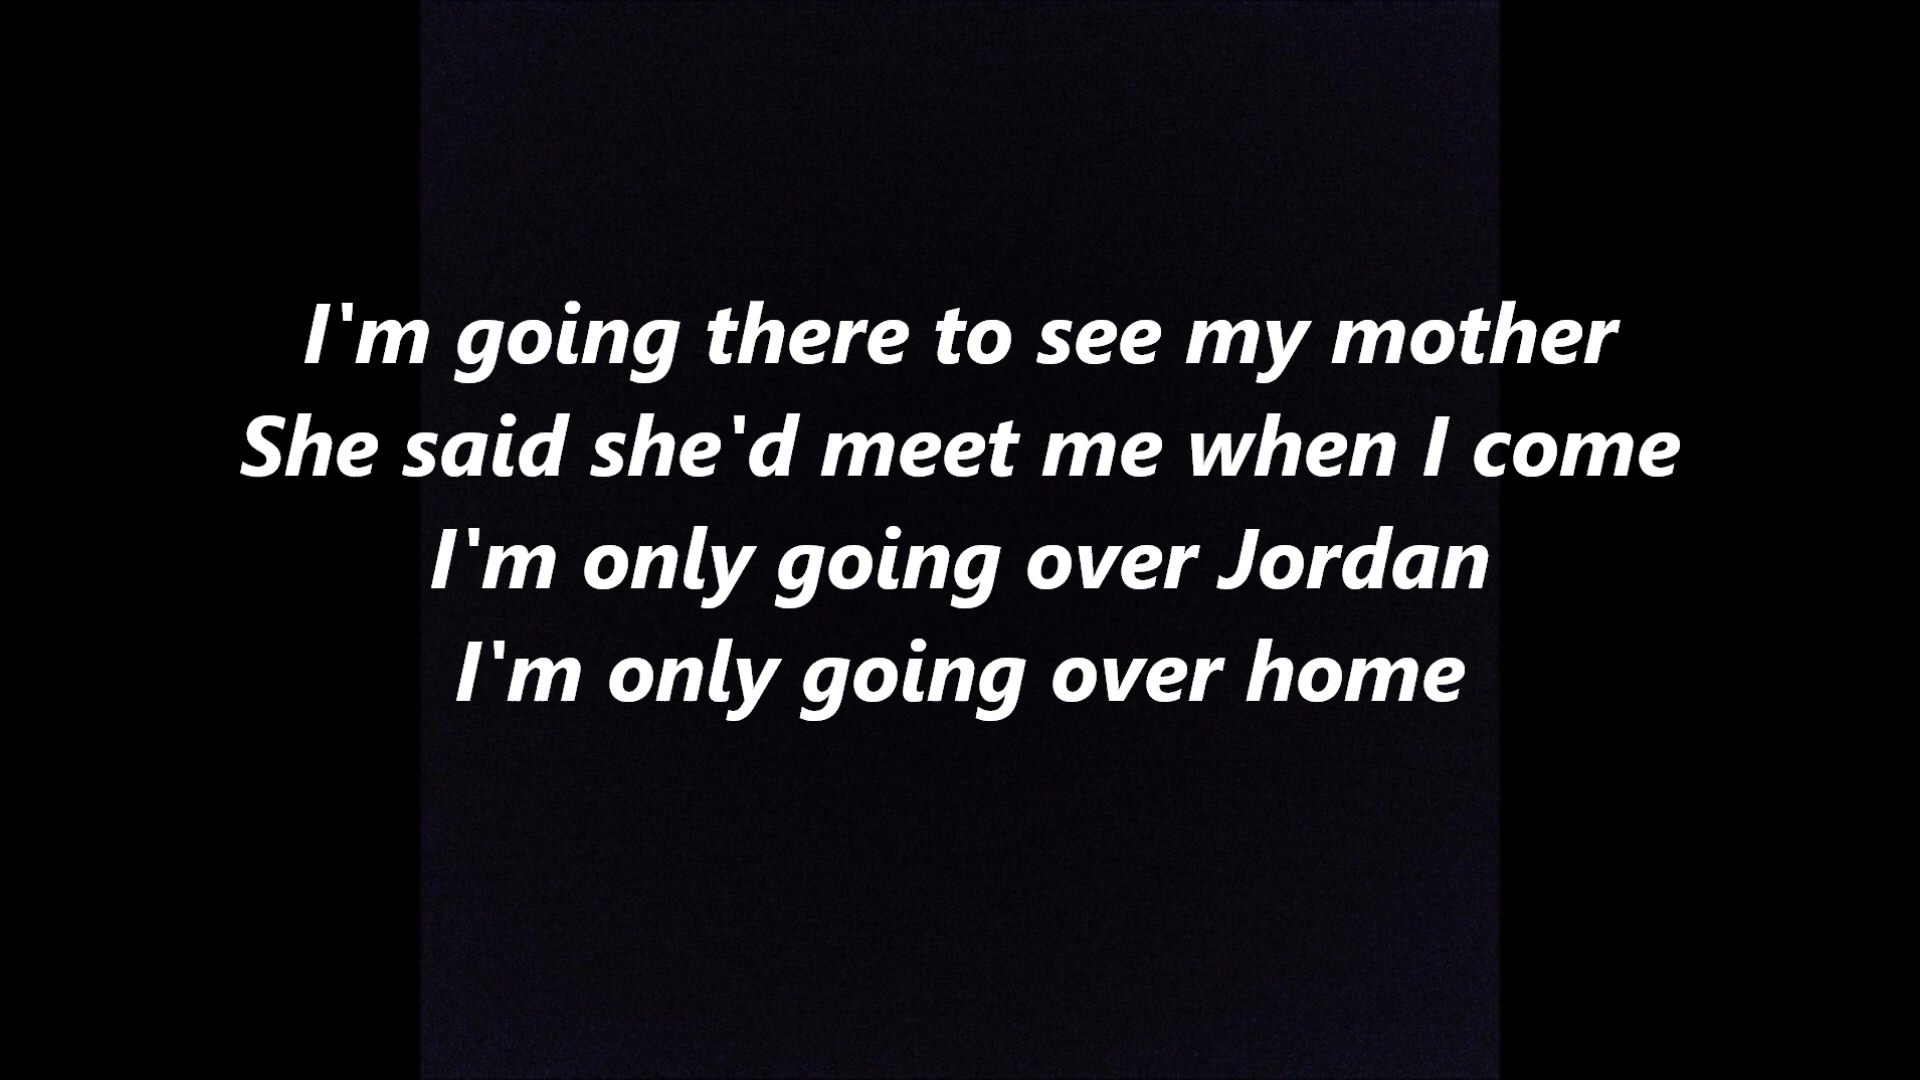 I'm going there to see my mother
She said she'd meet me when I come
I'm only going over Jordan
I'm only going over home